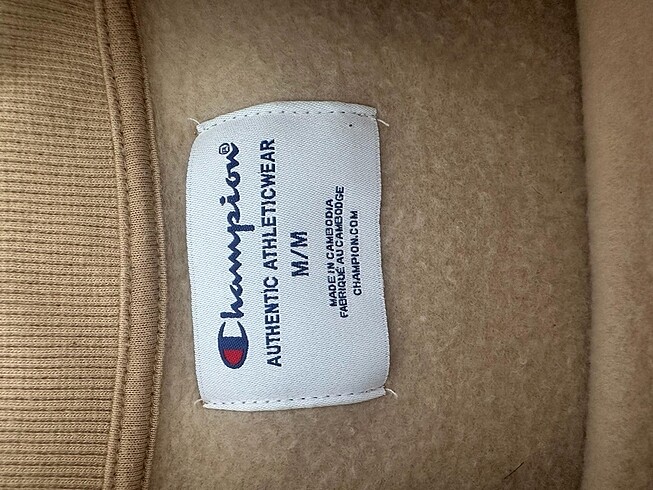 Champion®
AUTHENTIC ATHLETICWEAR
M/M
MADE IN CAMBODIA
FABRIQUÉ AU CAMBODGE
CHAMPION.COM